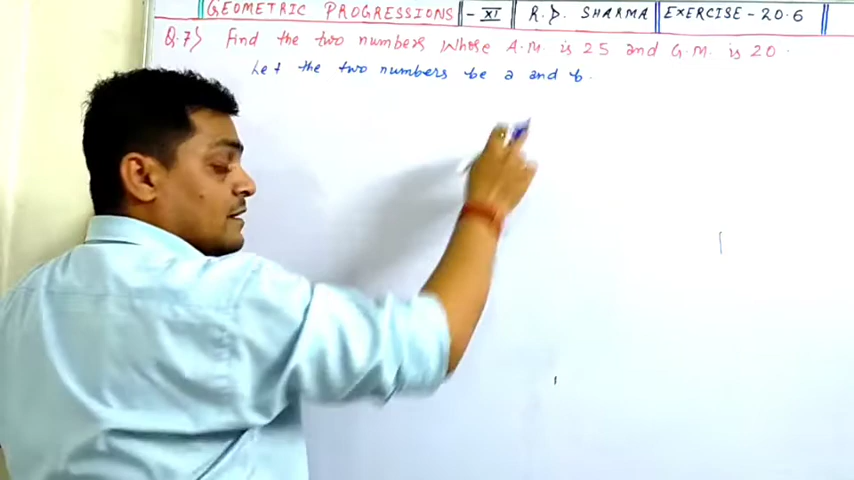 GEOMETRIC PROGRESSIONS - XI R.D. SHARMA EXERCISE - 20.6
Q.7> Find the two numbers whose A.M. is 25 and G.M. is 20.
Let the two numbers be a and b.